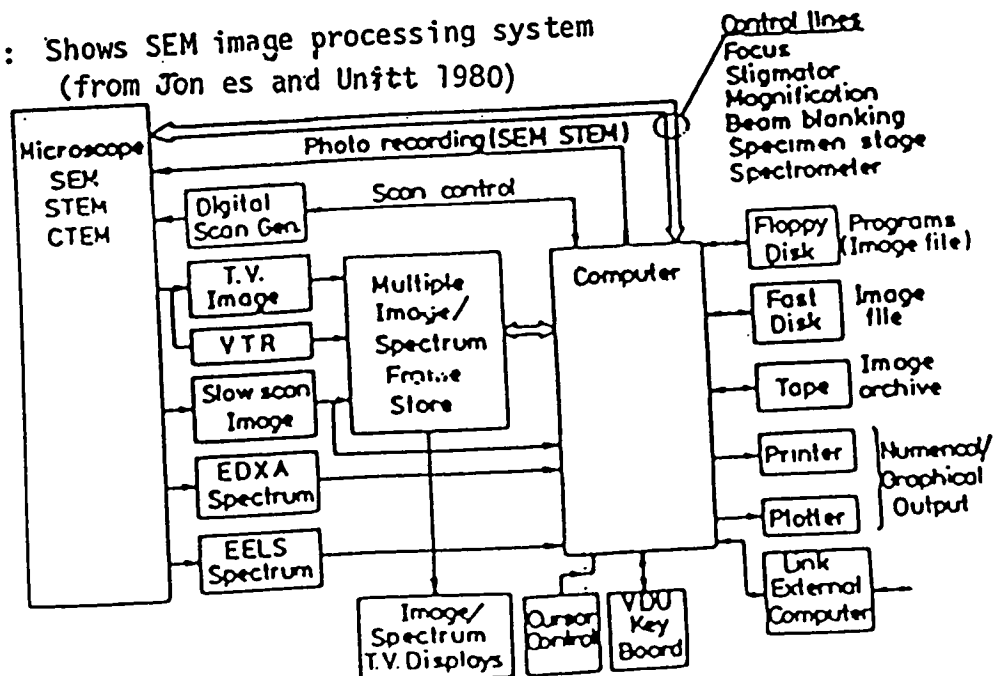 : Shows SEM image processing system
(from Jon es and Unitt 1980)
Control lines
Focus
Stigmator
Magnification
Beam blanking
Specimen stage
Spectrometer
Microscope
SEM
STEM
CTEM
Photo recording (SEM STEM)
Scan control
Digital
Scan Gen.
T.V.
Image
VTR
Slow scan
Image
EDXA
Spectrum
EELS
Spectrum
Multiple
Image/
Spectrum
Frame
Store
Computer
Floppy
Disk
Programs
(Image file)
Fast
Disk
Image
file
Tape
Image
archive
Printer
Plotter
Numerical/
Graphical
Output
Link
External
Computer
Image/
Spectrum
T.V. Displays
Cursor
Control
VDU
Key
Board